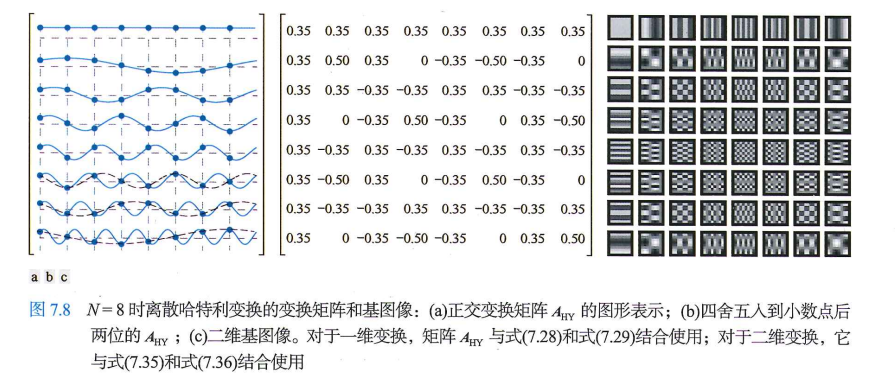 0.35 0.35 0.35 0.35 0.35 0.35 0.35 0.35
0.35 0.50 0.35 0 −0.35 −0.50 −0.35 0
0.35 0.35 −0.35 −0.35 0.35 0.35 −0.35 −0.35
0.35 0 −0.35 0.50 −0.35 0 0.35 −0.50
0.35 −0.35 0.35 −0.35 0.35 −0.35 0.35 −0.35
0.35 −0.50 0.35 0 −0.35 0.50 −0.35 0
0.35 −0.35 −0.35 0.35 0.35 −0.35 −0.35 0.35
0.35 0 −0.35 −0.50 −0.35 0 0.35 0.50
a b c
图 7.8 N = 8 时离散哈特利变换的变换矩阵和基图像：(a)正交变换矩阵 A_HY 的图形表示；(b)四舍五入到小数点后
两位的 A_HY；(c)二维基图像。对于一维变换，矩阵 A_HY 与式(7.28)和式(7.29)结合使用；对于二维变换，它
与式(7.35)和式(7.36)结合使用